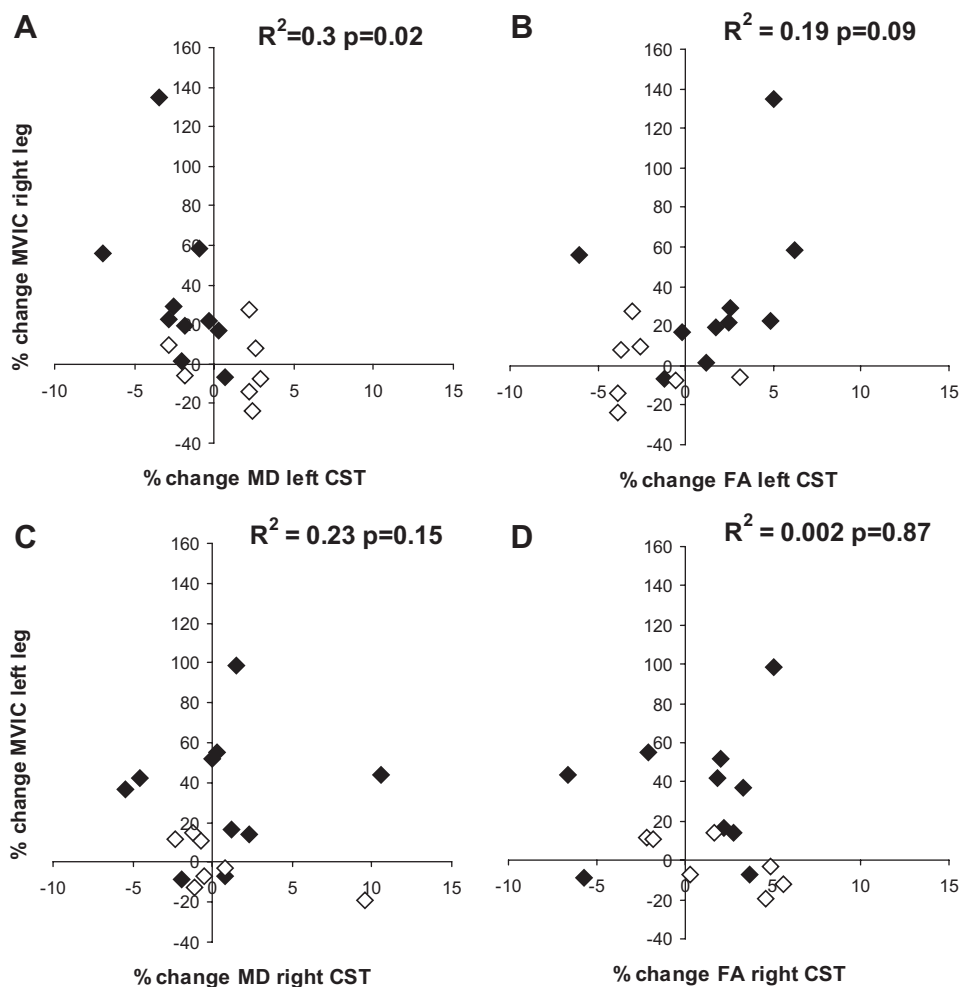 A
R²=0.3 p=0.02
% change MVIC right leg
160
140
120
100
80
60
40
20
0
-20
-40
-10 -5 0 5 10 15
% change MD left CST
B
R² = 0.19 p=0.09
160
140
120
100
80
60
40
20
0
-20
-40
-10 -5 0 5 10 15
% change FA left CST
C
R² = 0.23 p=0.15
% change MVIC left leg
160
140
120
100
80
60
40
20
0
-20
-40
-10 -5 0 5 10 15
% change MD right CST
D
R² = 0.002 p=0.87
160
140
120
100
80
60
40
20
0
-20
-40
-10 -5 0 5 10 15
% change FA right CST